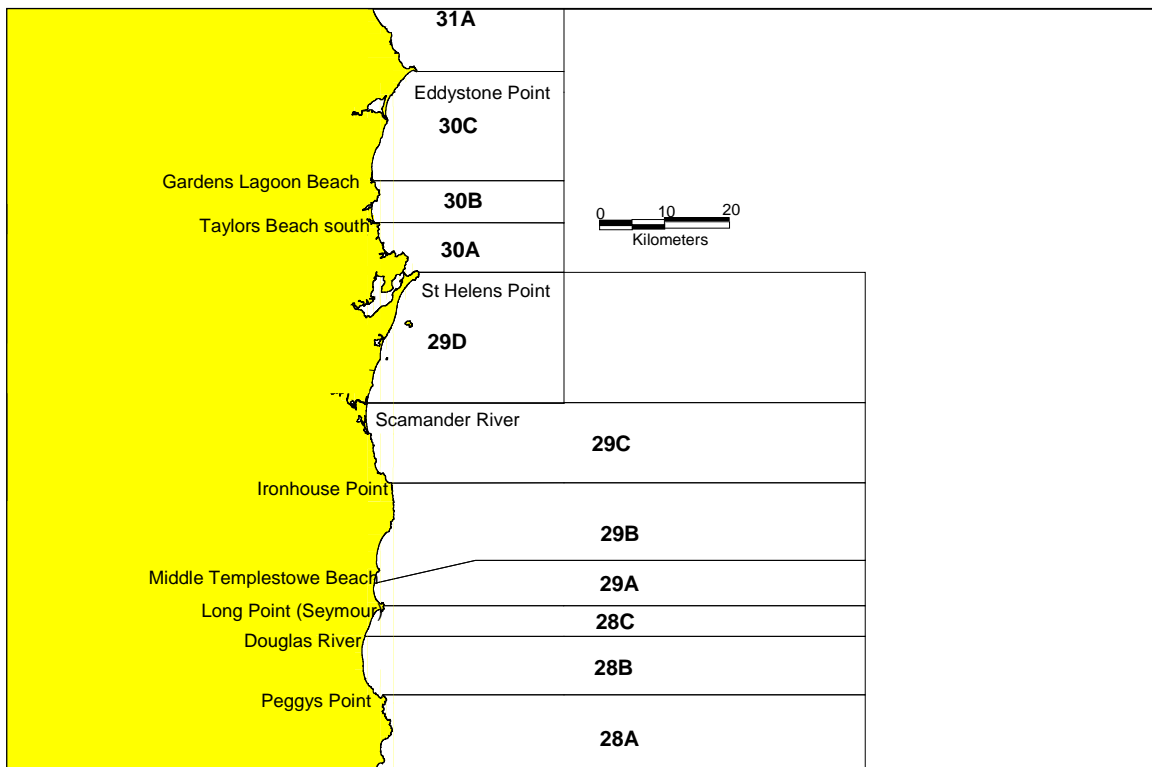 31A
Eddystone Point
30C
Gardens Lagoon Beach
30B
Taylors Beach south
0 10 20
Kilometers
30A
St Helens Point
29D
Scamander River
29C
Ironhouse Point
29B
Middle Templestowe Beach
29A
Long Point (Seymour
28C
Douglas River
28B
Peggys Point
28A